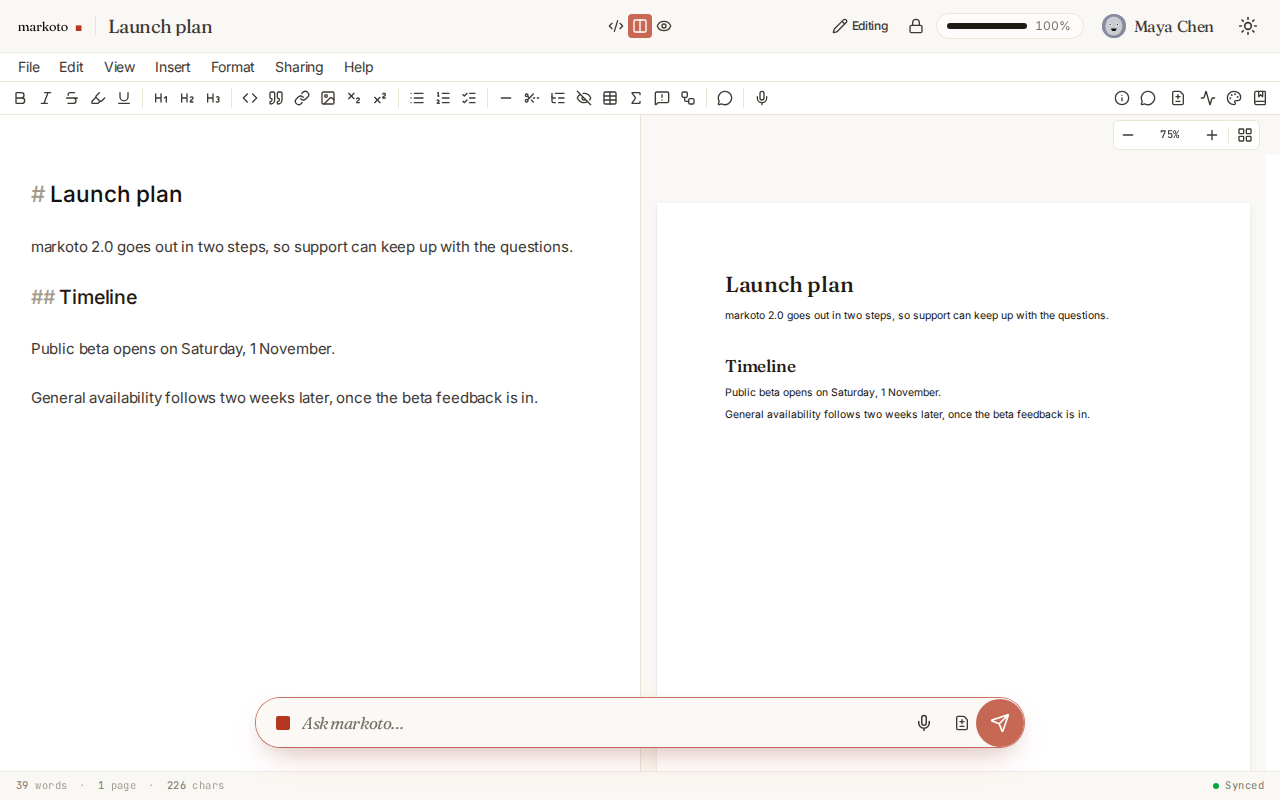 markoto
Launch plan
Editing
100%
Maya Chen
File Edit View Insert Format Sharing Help
H1 H2 H3
75%
# Launch plan
markoto 2.0 goes out in two steps, so support can keep up with the questions.
## Timeline
Public beta opens on Saturday, 1 November.
General availability follows two weeks later, once the beta feedback is in.
Launch plan
markoto 2.0 goes out in two steps, so support can keep up with the questions.
Timeline
Public beta opens on Saturday, 1 November.
General availability follows two weeks later, once the beta feedback is in.
Ask markoto...
39 words · 1 page · 226 chars
Synced